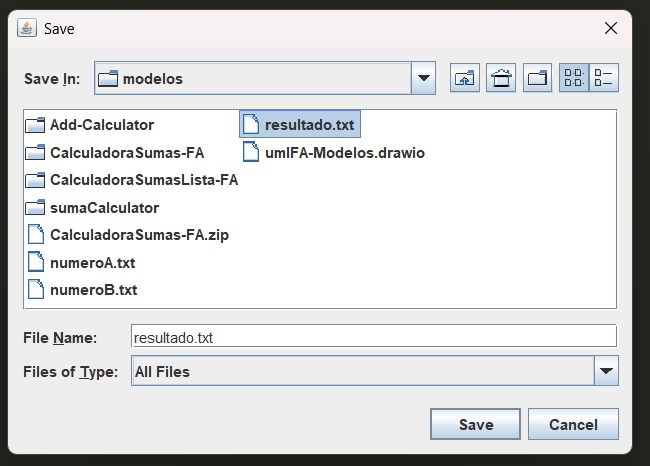 Save
Save In: modelos
Add-Calculator
CalculadoraSumas-FA
CalculadoraSumasLista-FA
sumaCalculator
CalculadoraSumas-FA.zip
numeroA.txt
numeroB.txt
resultado.txt
umlFA-Modelos.drawio
File Name: resultado.txt
Files of Type: All Files
Save Cancel